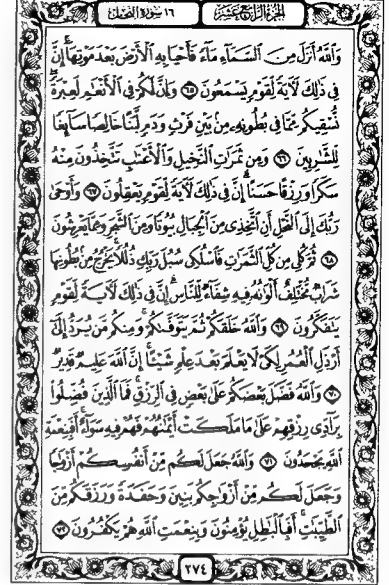 الجزء الرابع عشر ١٦ سورة النحل
وَٱللَّهُ أَنزَلَ مِنَ ٱلسَّمَآءِ مَآءً فَأَحْيَا بِهِ ٱلْأَرْضَ بَعْدَ مَوْتِهَآ ۚ إِنَّ
فِى ذَٰلِكَ لَءَايَةً لِّقَوْمٍ يَسْمَعُونَ ٦٥ وَإِنَّ لَكُمْ فِى ٱلْأَنْعَٰمِ لَعِبْرَةً ۖ
نُّسْقِيكُم مِّمَّا فِى بُطُونِهِۦ مِنۢ بَيْنِ فَرْثٍ وَدَمٍ لَّبَنًا خَالِصًا سَآئِغًا
لِّلشَّٰرِبِينَ ٦٦ وَمِن ثَمَرَٰتِ ٱلنَّخِيلِ وَٱلْأَعْنَٰبِ تَتَّخِذُونَ مِنْهُ
سَكَرًا وَرِزْقًا حَسَنًا ۗ إِنَّ فِى ذَٰلِكَ لَءَايَةً لِّقَوْمٍ يَعْقِلُونَ ٦٧ وَأَوْحَىٰ
رَبُّكَ إِلَى ٱلنَّحْلِ أَنِ ٱتَّخِذِى مِنَ ٱلْجِبَالِ بُيُوتًا وَمِنَ ٱلشَّجَرِ وَمِمَّا يَعْرِشُونَ
٦٨ ثُمَّ كُلِى مِن كُلِّ ٱلثَّمَرَٰتِ فَٱسْلُكِى سُبُلَ رَبِّكِ ذُلُلًا ۚ يَخْرُجُ مِنۢ بُطُونِهَا
شَرَابٌ مُّخْتَلِفٌ أَلْوَٰنُهُۥ فِيهِ شِفَآءٌ لِّلنَّاسِ ۗ إِنَّ فِى ذَٰلِكَ لَءَايَةً لِّقَوْمٍ
يَتَفَكَّرُونَ ٦٩ وَٱللَّهُ خَلَقَكُمْ ثُمَّ يَتَوَفَّىٰكُمْ ۚ وَمِنكُم مَّن يُرَدُّ إِلَىٰٓ
أَرْذَلِ ٱلْعُمُرِ لِكَىْ لَا يَعْلَمَ بَعْدَ عِلْمٍ شَيْـًٔا ۚ إِنَّ ٱللَّهَ عَلِيمٌ قَدِيرٌ
٧٠ وَٱللَّهُ فَضَّلَ بَعْضَكُمْ عَلَىٰ بَعْضٍ فِى ٱلرِّزْقِ ۚ فَمَا ٱلَّذِينَ فُضِّلُوا۟
بِرَآدِّى رِزْقِهِمْ عَلَىٰ مَا مَلَكَتْ أَيْمَٰنُهُمْ فَهُمْ فِيهِ سَوَآءٌ ۚ أَفَبِنِعْمَةِ
ٱللَّهِ يَجْحَدُونَ ٧١ وَٱللَّهُ جَعَلَ لَكُم مِّنْ أَنفُسِكُمْ أَزْوَٰجًا
وَجَعَلَ لَكُم مِّنْ أَزْوَٰجِكُم بَنِينَ وَحَفَدَةً وَرَزَقَكُم مِّنَ
ٱلطَّيِّبَٰتِ ۚ أَفَبِٱلْبَٰطِلِ يُؤْمِنُونَ وَبِنِعْمَتِ ٱللَّهِ هُمْ يَكْفُرُونَ ٧٢
٢٧٤